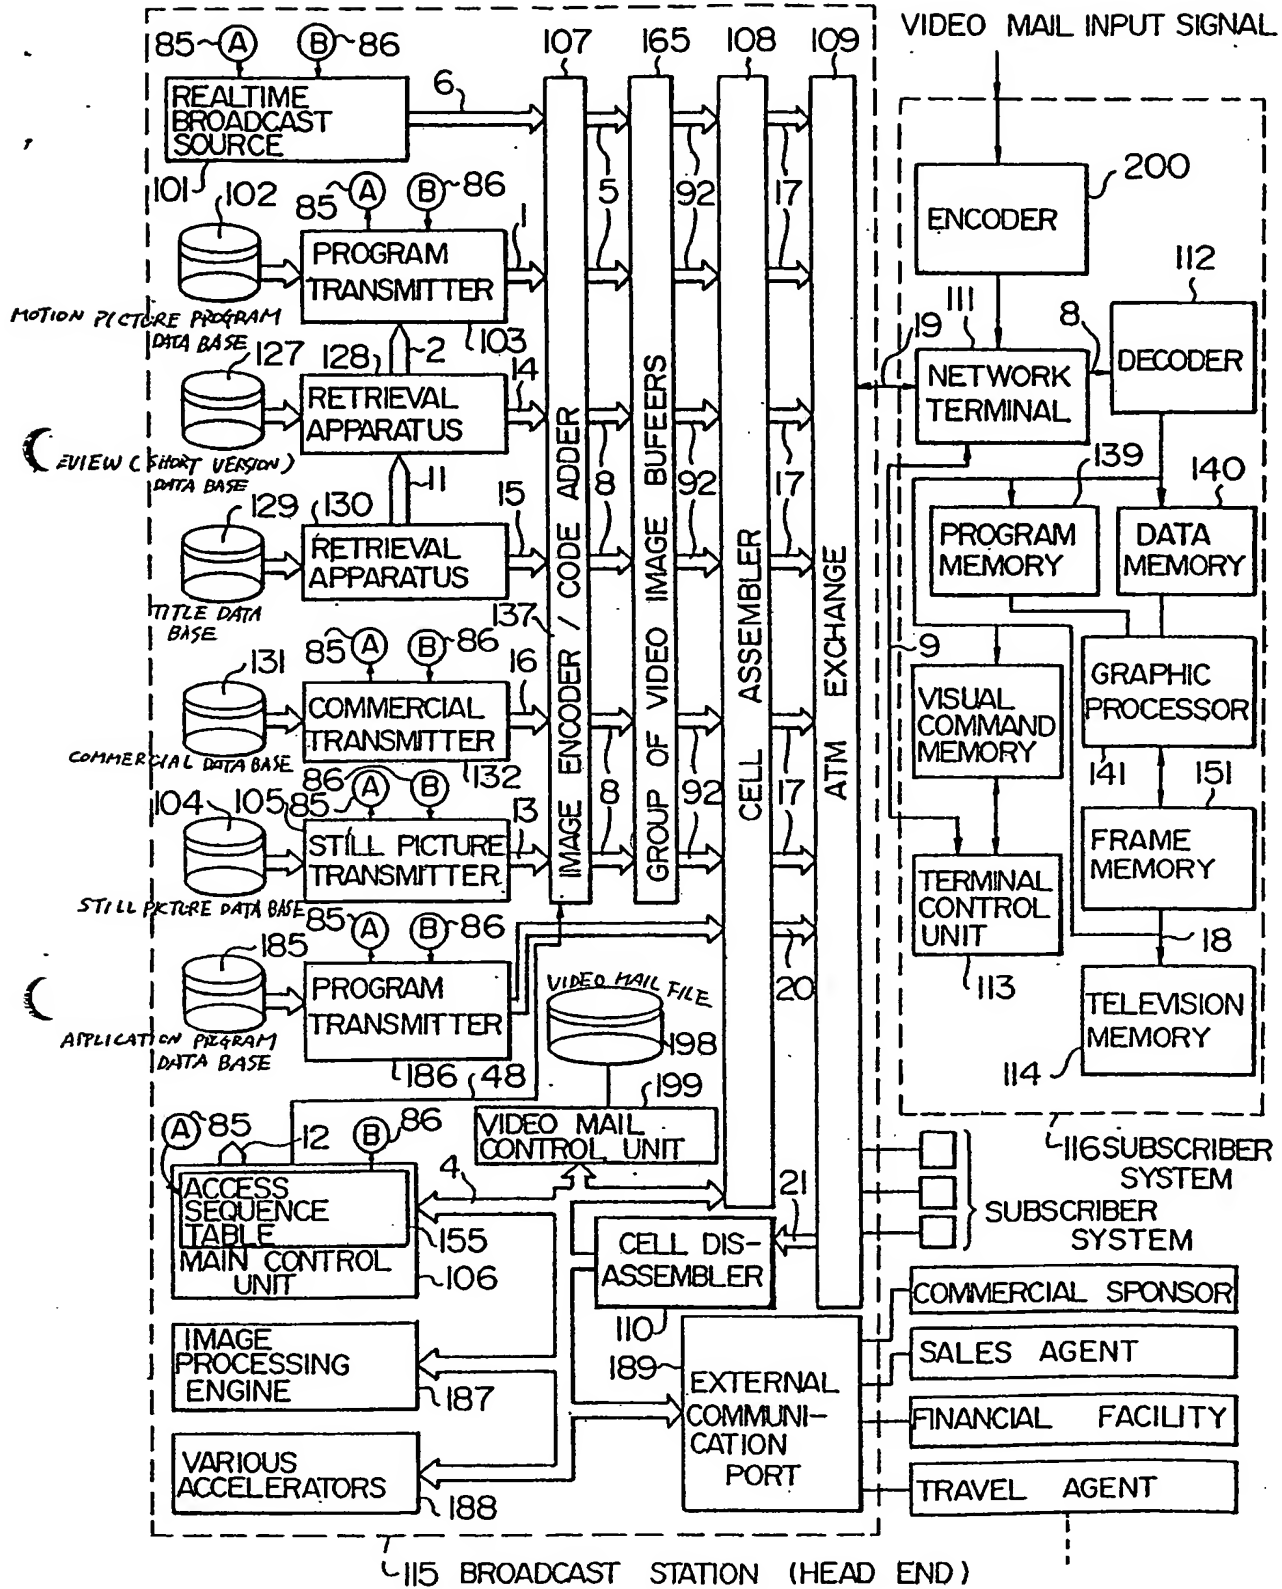 VIDEO MAIL INPUT SIGNAL
85 A B 86 107 165 108 109
REALTIME
BROADCAST
SOURCE
6
101 102
85 A B 86
5 92 17
PROGRAM
TRANSMITTER
1
MOTION PICTURE PROGRAM
DATA BASE
103
2
127 128
RETRIEVAL
APPARATUS
14
EVIEW (SHORT VERSION)
DATA BASE
11
8 92 17
129 130
RETRIEVAL
APPARATUS
15
TITLE DATA
BASE
137
85 A B 86
131
COMMERCIAL
TRANSMITTER
16
COMMERCIAL DATA BASE
132
86 B
85 A
8 92 17
104 105
STILL PICTURE
TRANSMITTER
13
STILL PICTURE DATA BASE
85 A B 86
185
PROGRAM
TRANSMITTER
APPLICATION PROGRAM
DATA BASE
186 48
IMAGE ENCODER / CODE ADDER
GROUP OF VIDEO IMAGE BUFEERS
CELL ASSEMBLER
ATM EXCHANGE
20
VIDEO MAIL FILE
198
199
VIDEO MAIL
CONTROL UNIT
A 85 12 B 86
4
ACCESS
SEQUENCE
TABLE
155
MAIN CONTROL
UNIT
106
21
CELL DIS-
ASSEMBLER
110
IMAGE
PROCESSING
ENGINE
187
189
EXTERNAL
COMMUNI-
CATION
PORT
VARIOUS
ACCELERATORS
188
115 BROADCAST STATION (HEAD END)
200
ENCODER
112
111
19
8
DECODER
NETWORK
TERMINAL
139
140
PROGRAM
MEMORY
DATA
MEMORY
9
VISUAL
COMMAND
MEMORY
GRAPHIC
PROCESSOR
141 151
FRAME
MEMORY
TERMINAL
CONTROL
UNIT
113
18
TELEVISION
MEMORY
114
116 SUBSCRIBER
SYSTEM
SUBSCRIBER
SYSTEM
COMMERCIAL SPONSOR
SALES AGENT
FINANCIAL FACILITY
TRAVEL AGENT